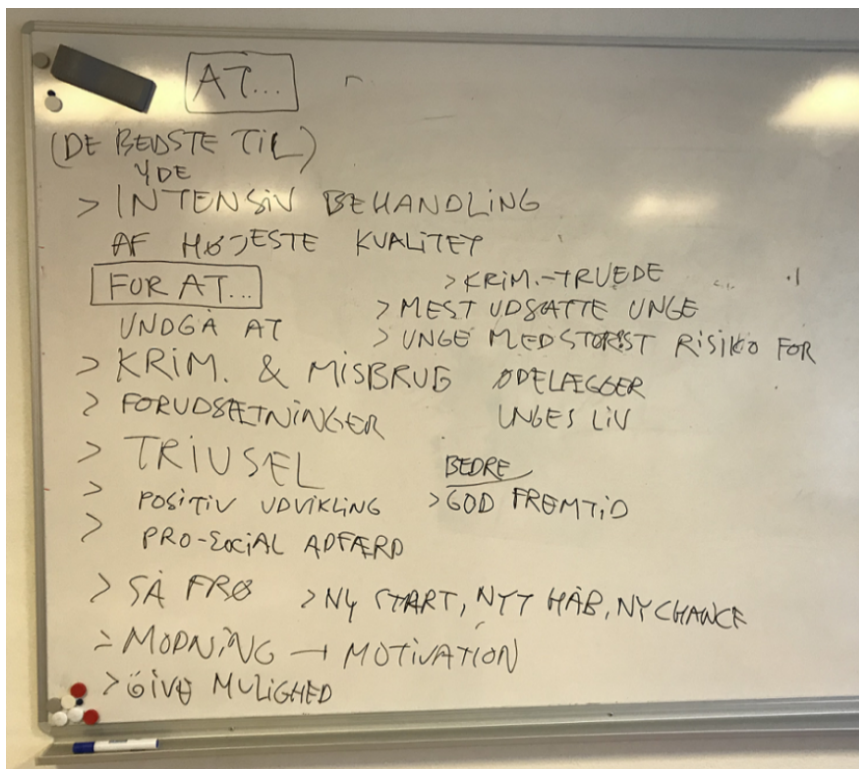 AT...
(DE BEDSTE TIL)
YDE
> INTENSIV BEHANDLING
AF HØJESTE KVALITET
FOR AT...
> KRIM.-TRUEDE
> MEST UDSATTE UNGE
UNDGÅ AT
> UNGE MED STØRST RISIKO FOR
> KRIM. & MISBRUG ØDELÆGGER
UNGES LIV
> FORUDSÆTNINGER
> TRIVSEL
BEDRE
> POSITIV UDVIKLING
> GOD FREMTID
> PRO-SOCIAL ADFÆRD
> SÅ FRØ > NY START, NYT HÅB, NY CHANCE
> MODNING → MOTIVATION
> GIVE MULIGHED